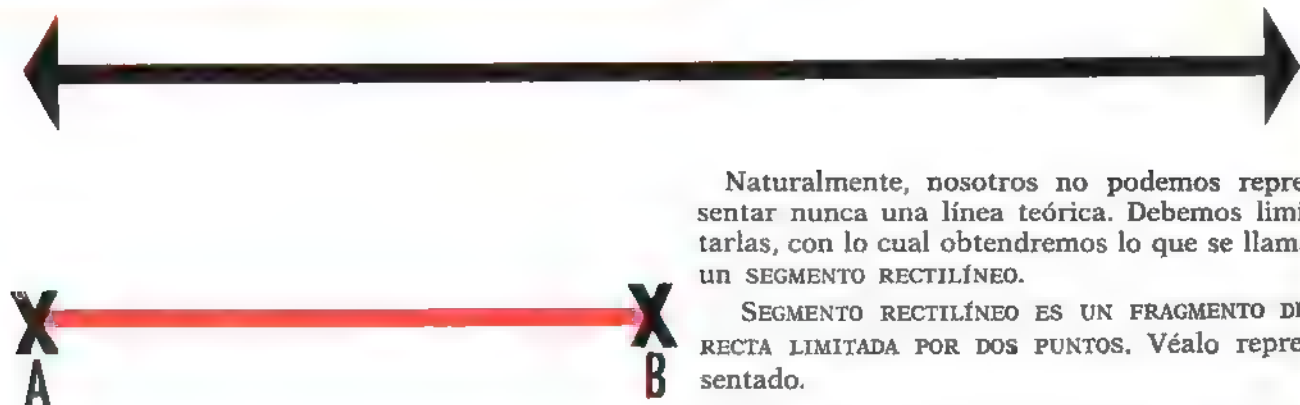 Naturalmente, nosotros no podemos repre
sentar nunca una línea teórica. Debemos limi
tarlas, con lo cual obtendremos lo que se llam
un SEGMENTO RECTILÍNEO.
SEGMENTO RECTILÍNEO ES UN FRAGMENTO DE
RECTA LIMITADA POR DOS PUNTOS. Véalo repre
sentado.
X X
A B